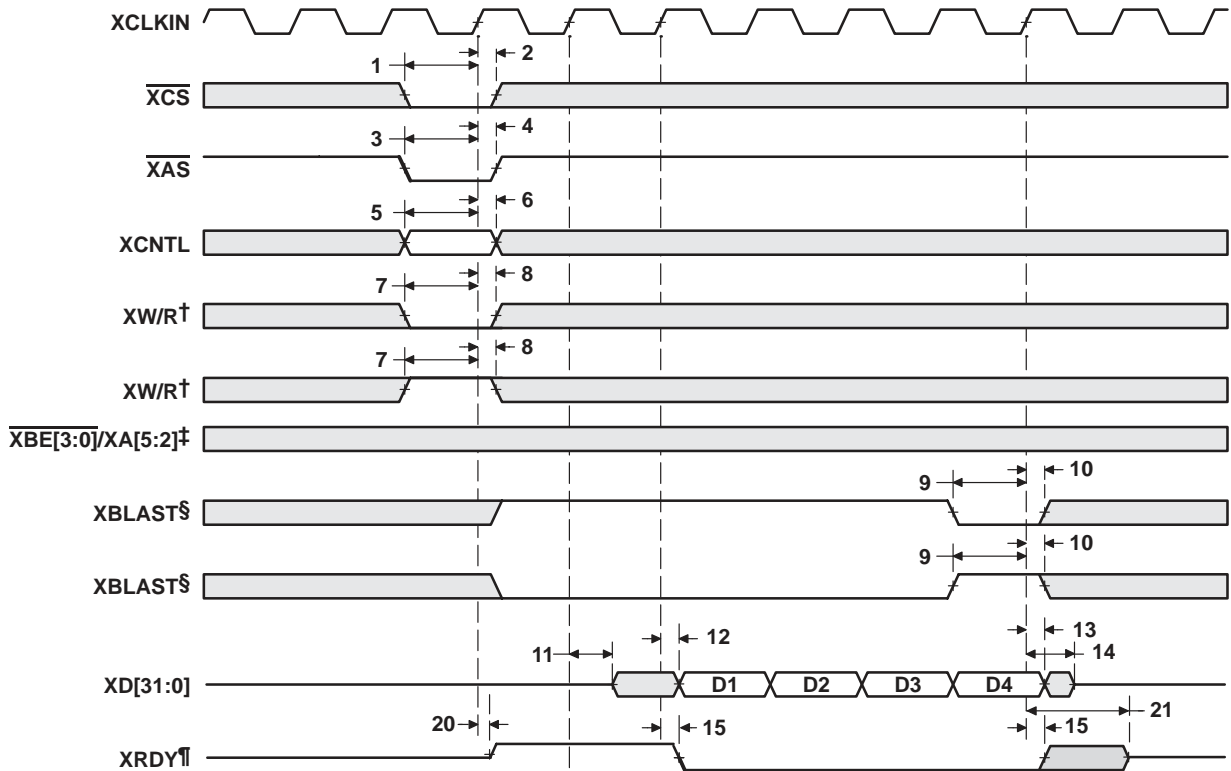 XCLKIN
1
2
XCS
3
4
XAS
5
6
XCNTL
7
8
XW/R†
7
8
XW/R†
XBE[3:0]/XA[5:2]‡
9
10
XBLAST§
9
10
XBLAST§
11
12
13
14
XD[31:0]
D1
D2
D3
D4
20
15
15
21
XRDY¶